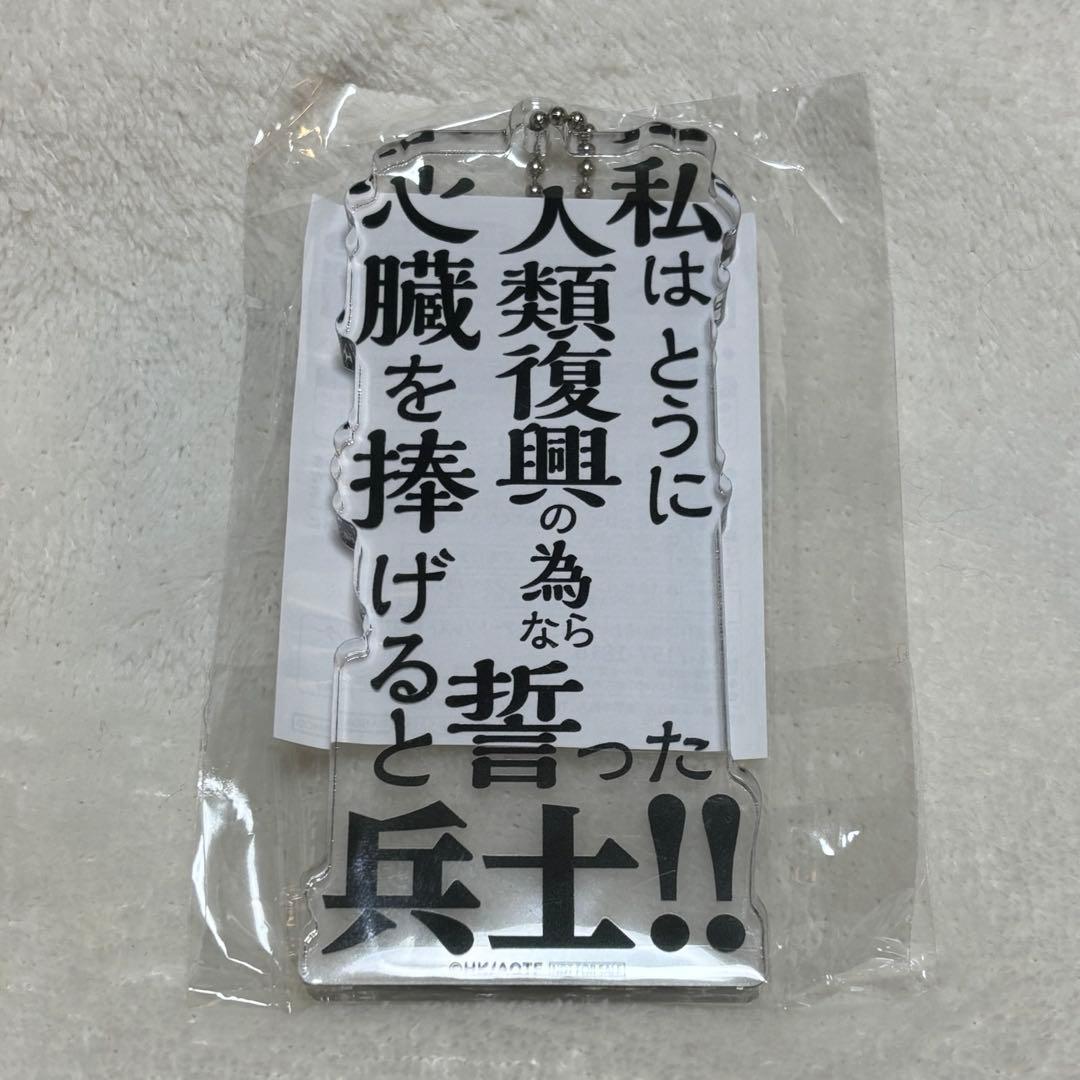 私はとうに
人類復興の為なら
心臓を捧げると
誓った
兵士!!
©HK/AOTF